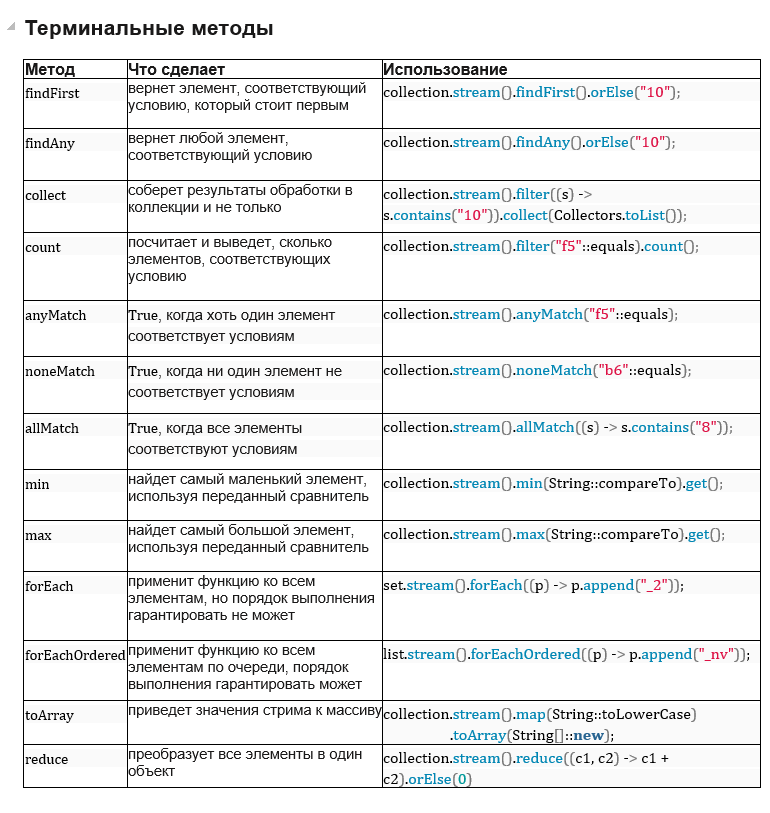 Терминальные методы
Метод Что сделает Использование
findFirst вернет элемент, соответствующий условию, который стоит первым collection.stream().findFirst().orElse("10");
findAny вернет любой элемент, соответствующий условию collection.stream().findAny().orElse("10");
collect соберет результаты обработки в коллекции и не только collection.stream().filter((s) -> s.contains("10")).collect(Collectors.toList());
count посчитает и выведет, сколько элементов, соответствующих условию collection.stream().filter("f5"::equals).count();
anyMatch True, когда хоть один элемент соответствует условиям collection.stream().anyMatch("f5"::equals);
noneMatch True, когда ни один элемент не соответствует условиям collection.stream().noneMatch("b6"::equals);
allMatch True, когда все элементы соответствуют условиям collection.stream().allMatch((s) -> s.contains("8"));
min найдет самый маленький элемент, используя переданный сравнитель collection.stream().min(String::compareTo).get();
max найдет самый большой элемент, используя переданный сравнитель collection.stream().max(String::compareTo).get();
forEach применит функцию ко всем элементам, но порядок выполнения гарантировать не может set.stream().forEach((p) -> p.append("_2"));
forEachOrdered применит функцию ко всем элементам по очереди, порядок выполнения гарантировать может list.stream().forEachOrdered((p) -> p.append("_nv"));
toArray приведет значения стрима к массиву collection.stream().map(String::toLowerCase) .toArray(String[]::new);
reduce преобразует все элементы в один объект collection.stream().reduce((c1, c2) -> c1 + c2).orElse(0)